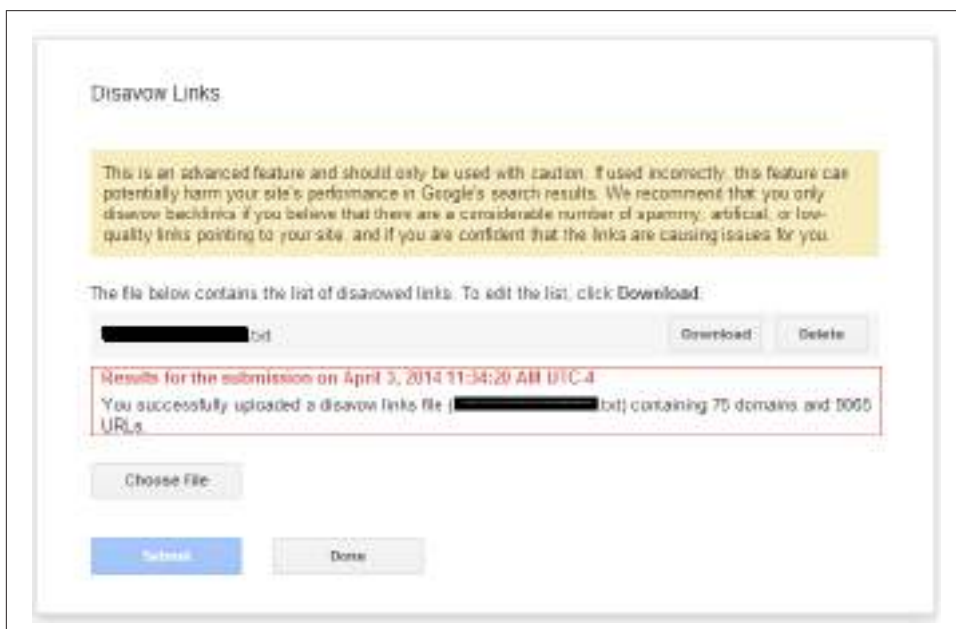 Disavow Links
This is an advanced feature and should only be used with caution. If used incorrectly, this feature can
potentially harm your site's performance in Google's search results. We recommend that you only
disavow backlinks if you believe that there are a considerable number of spammy, artificial, or low-
quality links pointing to your site, and if you are confident that the links are causing issues for you.
The file below contains the list of disavowed links. To edit the list, click Download.
.txt Download Delete
Results for the submission on April 3, 2014 11:34:20 AM UTC-4
You successfully uploaded a disavow links file ( .txt) containing 75 domains and
URLs.
Choose File
Submit Done